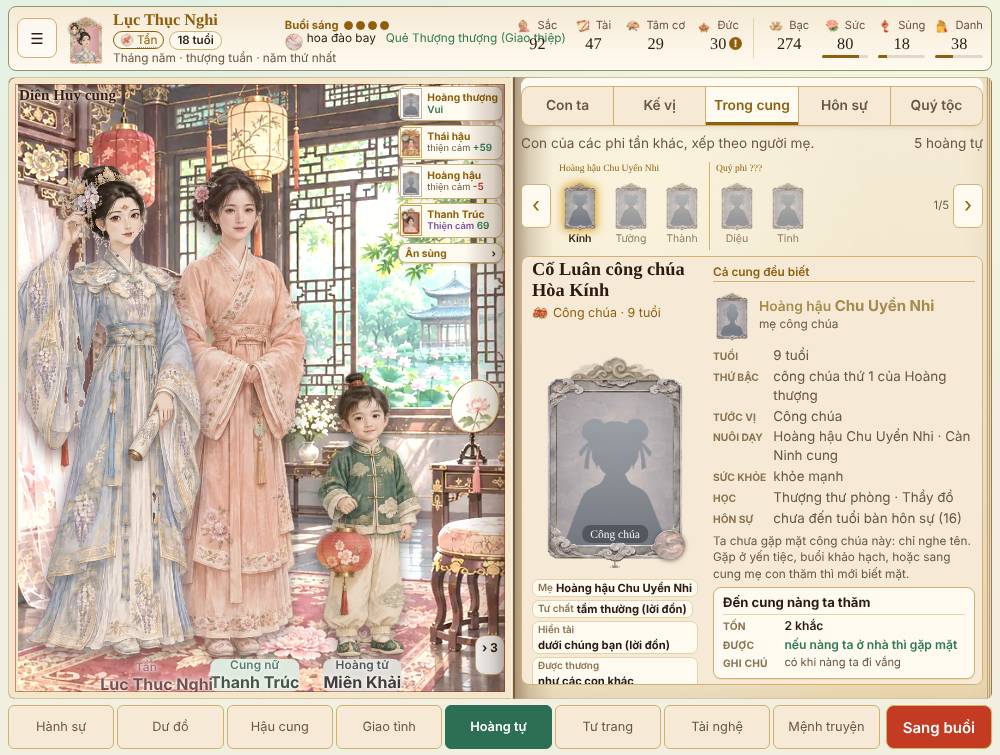 ☰
Lục Thục Nghi
Tần
18 tuổi
Tháng năm · thượng tuần · năm thứ nhất
Buổi sáng
hoa đào bay
Quẻ Thượng thượng (Giao thiệp)
Sắc
92
Tài
47
Tâm cơ
29
Đức
30 !
Bạc
274
Sức
80
Sủng
18
Danh
38
Diên Huy cung
Hoàng thượng
Vui
Thái hậu
thiện cảm +59
Hoàng hậu
thiện cảm -5
Thanh Trúc
Thiện cảm 69
Ân sủng ›
› 3
Tần
Lục Thục Nghi
Cung nữ
Thanh Trúc
Hoàng tử
Miên Khải
Con ta
Kế vị
Trong cung
Hôn sự
Quý tộc
Con của các phi tần khác, xếp theo người mẹ.
5 hoàng tự
Hoàng hậu Chu Uyển Nhi
Quý phi ???
‹
Kính
Tường
Thành
Diệu
Tinh
1/5
›
Cố Luân công chúa
Hòa Kính
Công chúa · 9 tuổi
Công chúa
Mẹ Hoàng hậu Chu Uyển Nhi
Tư chất tầm thường (lời đồn)
Hiển tài
dưới chúng bạn (lời đồn)
Được thương
như các con khác
Cả cung đều biết
Hoàng hậu Chu Uyển Nhi
mẹ công chúa
TUỔI 9 tuổi
THỨ BẬC công chúa thứ 1 của Hoàng
thượng
TƯỚC VỊ Công chúa
NUÔI DẠY Hoàng hậu Chu Uyển Nhi · Càn
Ninh cung
SỨC KHỎE khỏe mạnh
HỌC Thượng thư phòng · Thầy đồ
HÔN SỰ chưa đến tuổi bàn hôn sự (16)
Ta chưa gặp mặt công chúa này: chỉ nghe tên.
Gặp ở yến tiệc, buổi khảo hạch, hoặc sang
cung mẹ con thăm thì mới biết mặt.
Đến cung nàng ta thăm
TỐN 2 khắc
ĐƯỢC nếu nàng ta ở nhà thì gặp mặt
GHI CHÚ có khi nàng ta đi vắng
Hành sự
Dư đồ
Hậu cung
Giao tình
Hoàng tự
Tư trang
Tài nghệ
Mệnh truyện
Sang buổi